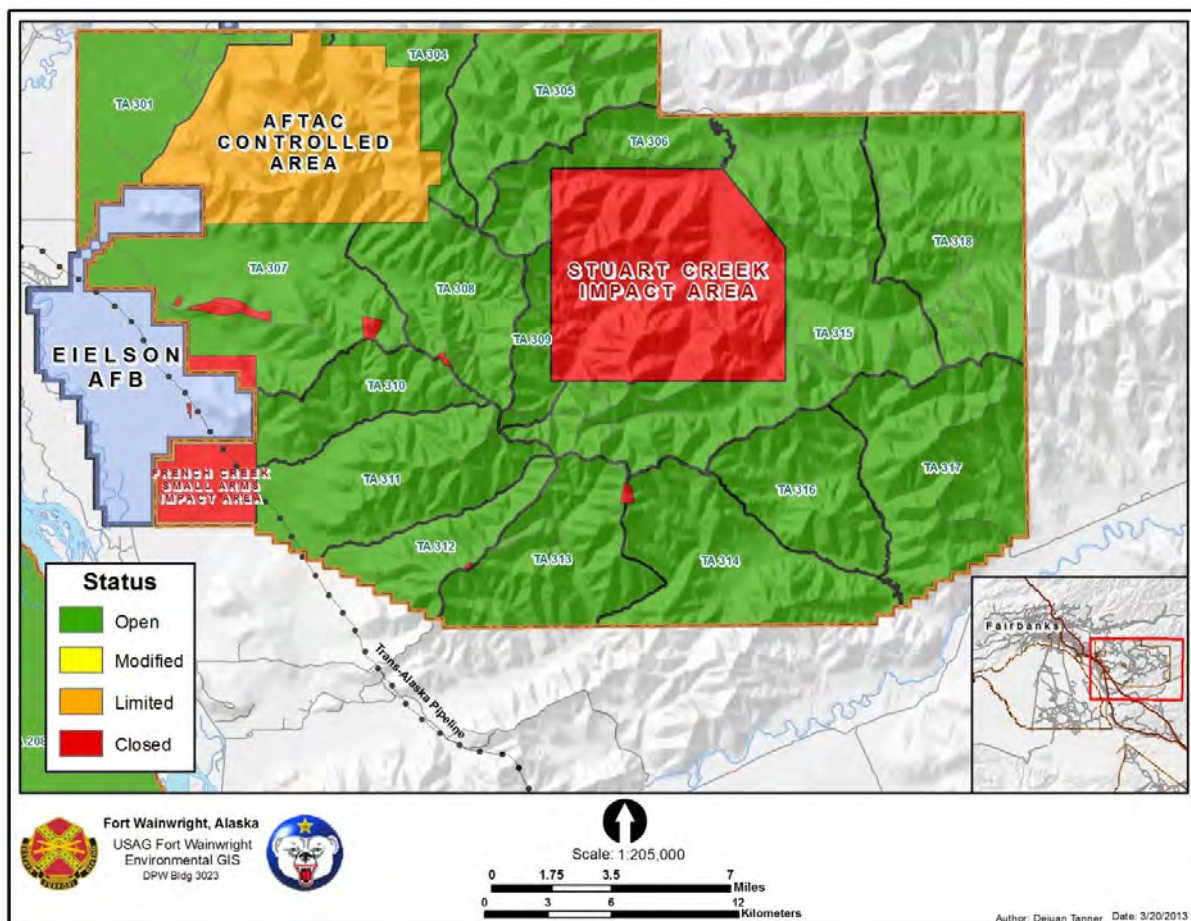 TA 301
TA 304
TA 305
AFTAC
CONTROLLED
AREA
TA 306
TA 318
TA 307
TA 308
STUART CREEK
IMPACT AREA
TA 309
TA 315
EIELSON
AFB
TA 310
FRENCH CREEK
SMALL ARMS
IMPACT AREA
TA 311
TA 317
TA 316
TA 312
TA 313
TA 314
Status
Open
Modified
Limited
Closed
Trans-Alaska Pipeline
Fairbanks
Fort Wainwright, Alaska
USAG Fort Wainwright
Environmental GIS
DPW Bldg 3023
Scale: 1:205,000
0 1.75 3.5 7
Miles
0 3 6 12
Kilometers
Author: Dejuan Tanner Date: 3/20/2013